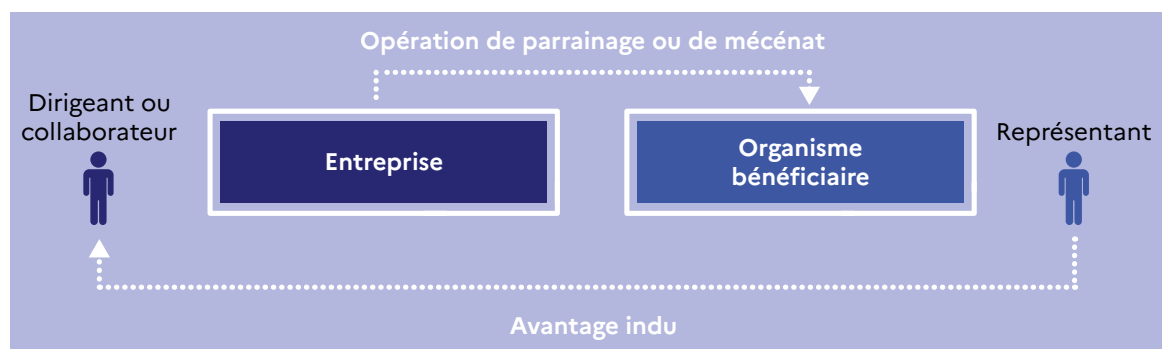 Opération de parrainage ou de mécénat
Dirigeant ou
collaborateur
Entreprise
Organisme
bénéficiaire
Représentant
Avantage indu